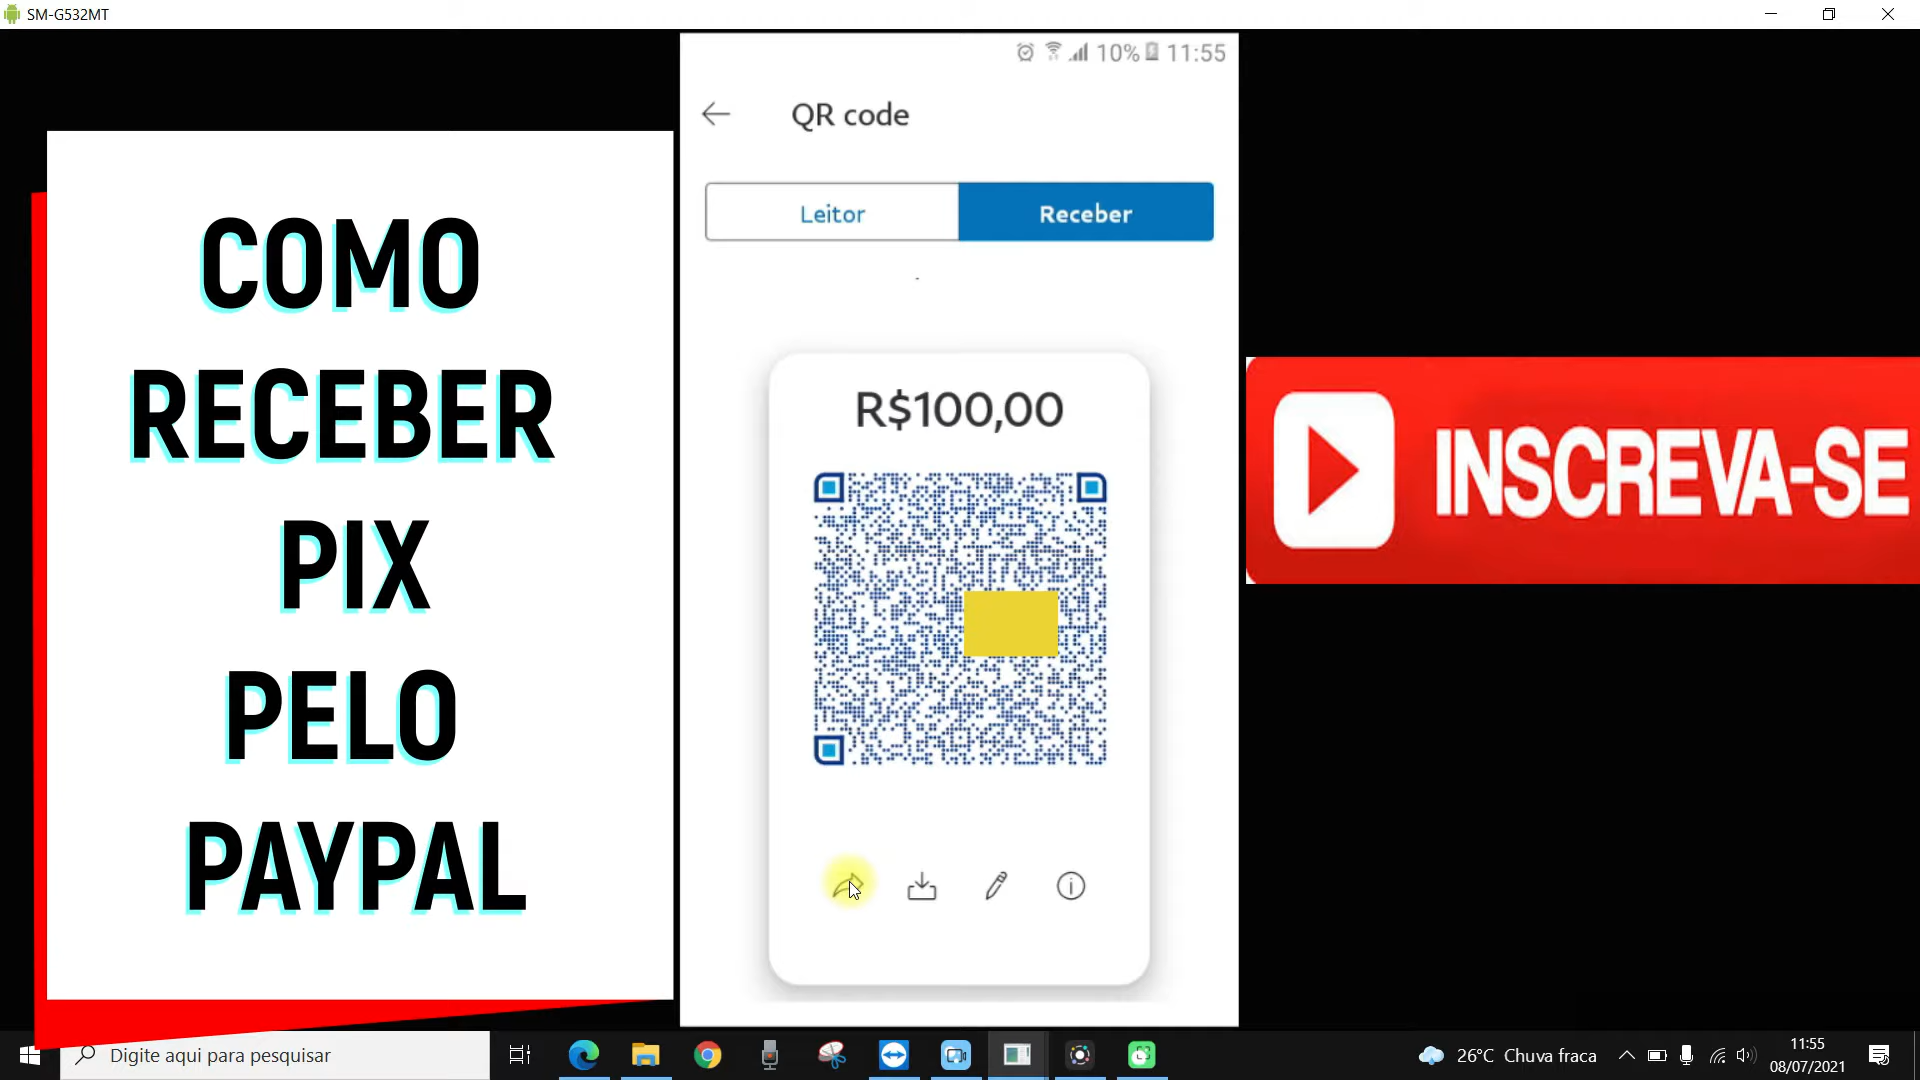 SM-G532MT
10% 11:55
QR code
Leitor
Receber
R$100,00
COMO
RECEBER
PIX
PELO
PAYPAL
INSCREVA-SE
Digite aqui para pesquisar
26°C Chuva fraca
11:55
08/07/2021